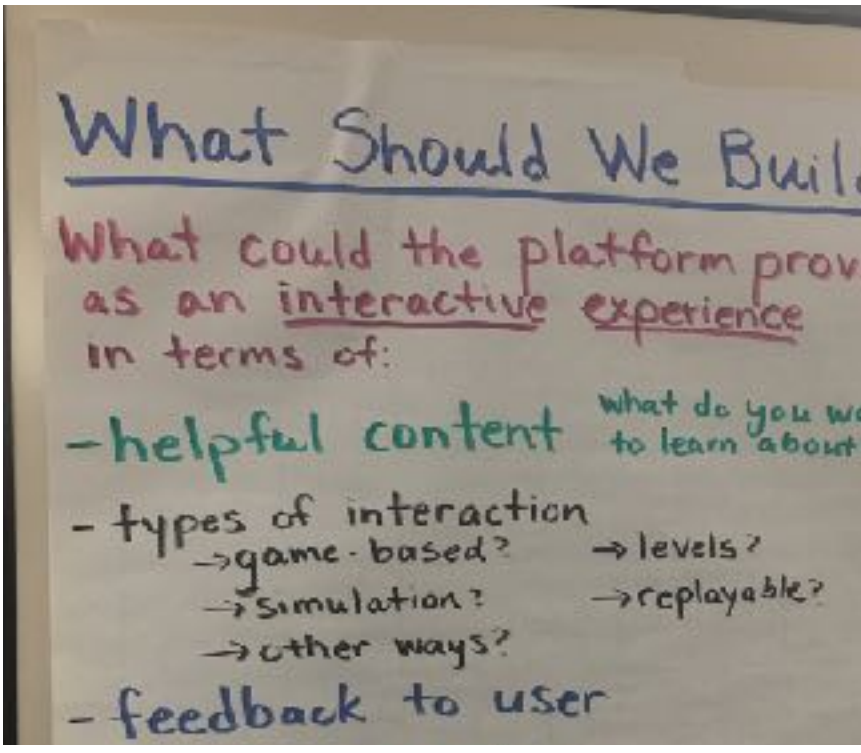 What Should We Buil
What could the platform prov
as an interactive experience
in terms of:
- helpful content what do you wa
to learn about
- types of interaction
→ game-based? → levels?
→ simulation? → replayable?
→ other ways?
- feedback to user